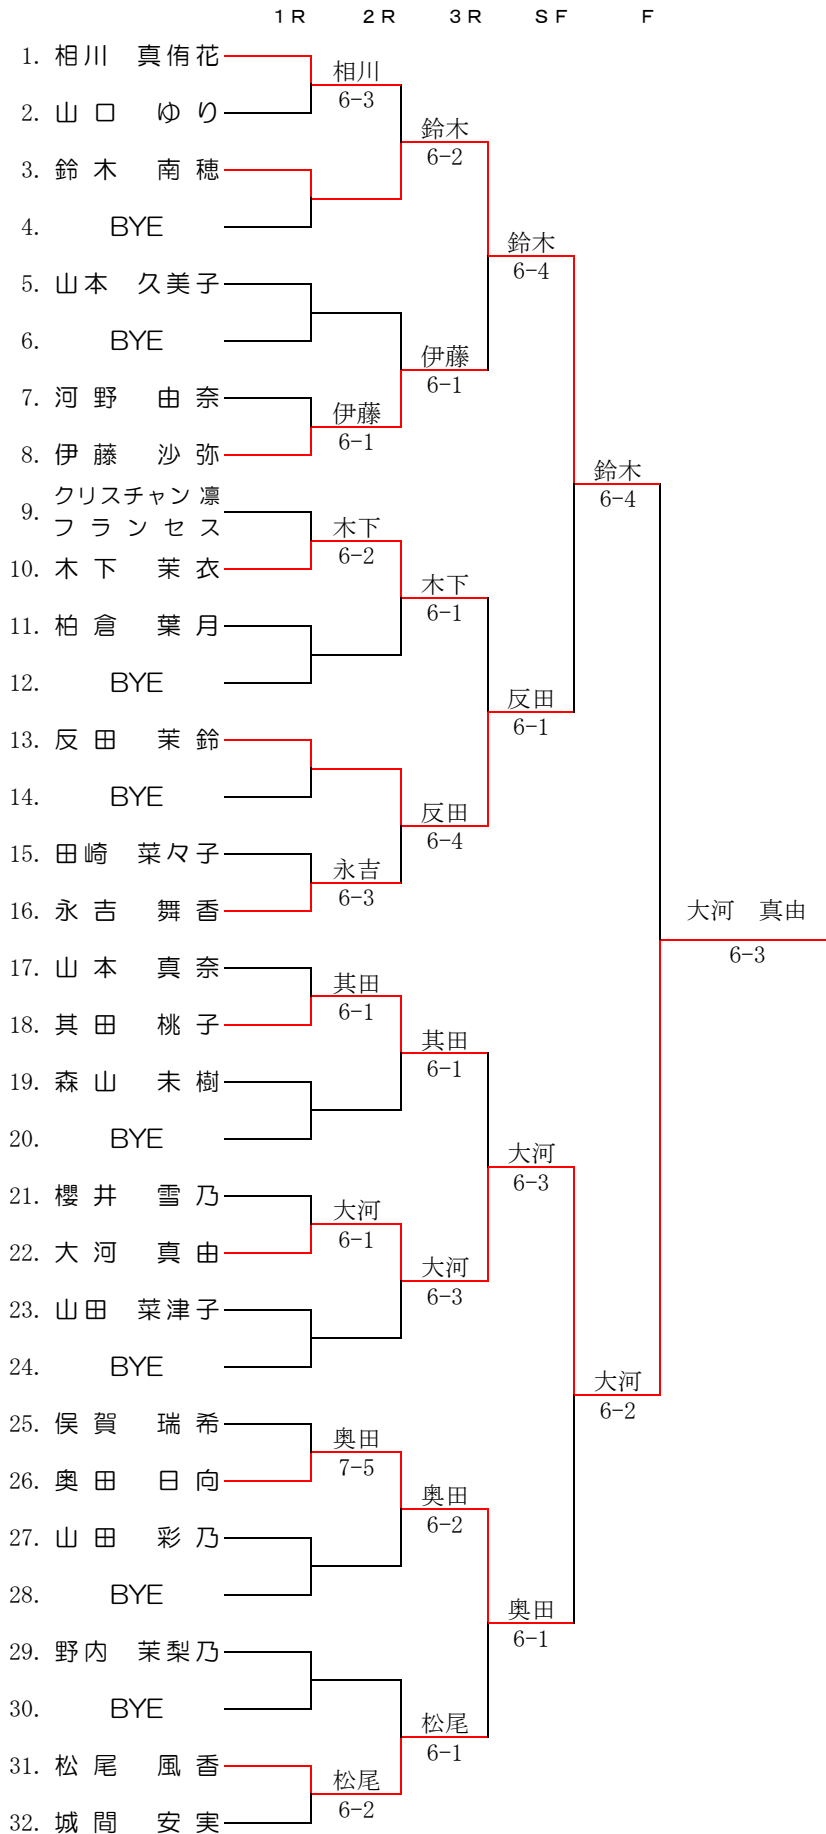 １Ｒ ２Ｒ ３Ｒ ＳＦ Ｆ
1. 相川 真侑花
相川
6-3
2. 山口 ゆり
鈴木
6-2
3. 鈴木 南穂
4. BYE
鈴木
6-4
5. 山本 久美子
6. BYE
伊藤
6-1
7. 河野 由奈
伊藤
6-1
8. 伊藤 沙弥
鈴木
6-4
9. クリスチャン 凛
フランセス
木下
6-2
10. 木下 茉衣
木下
6-1
11. 柏倉 葉月
12. BYE
反田
6-1
13. 反田 茉鈴
14. BYE
反田
6-4
15. 田崎 菜々子
永吉
6-3
16. 永吉 舞香
大河 真由
6-3
17. 山本 真奈
其田
6-1
18. 其田 桃子
其田
6-1
19. 森山 未樹
20. BYE
大河
6-3
21. 櫻井 雪乃
大河
6-1
22. 大河 真由
大河
6-3
23. 山田 菜津子
24. BYE
大河
6-2
25. 俣賀 瑞希
奥田
7-5
26. 奥田 日向
奥田
6-2
27. 山田 彩乃
28. BYE
奥田
6-1
29. 野内 茉梨乃
30. BYE
松尾
6-1
31. 松尾 風香
松尾
6-2
32. 城間 安実